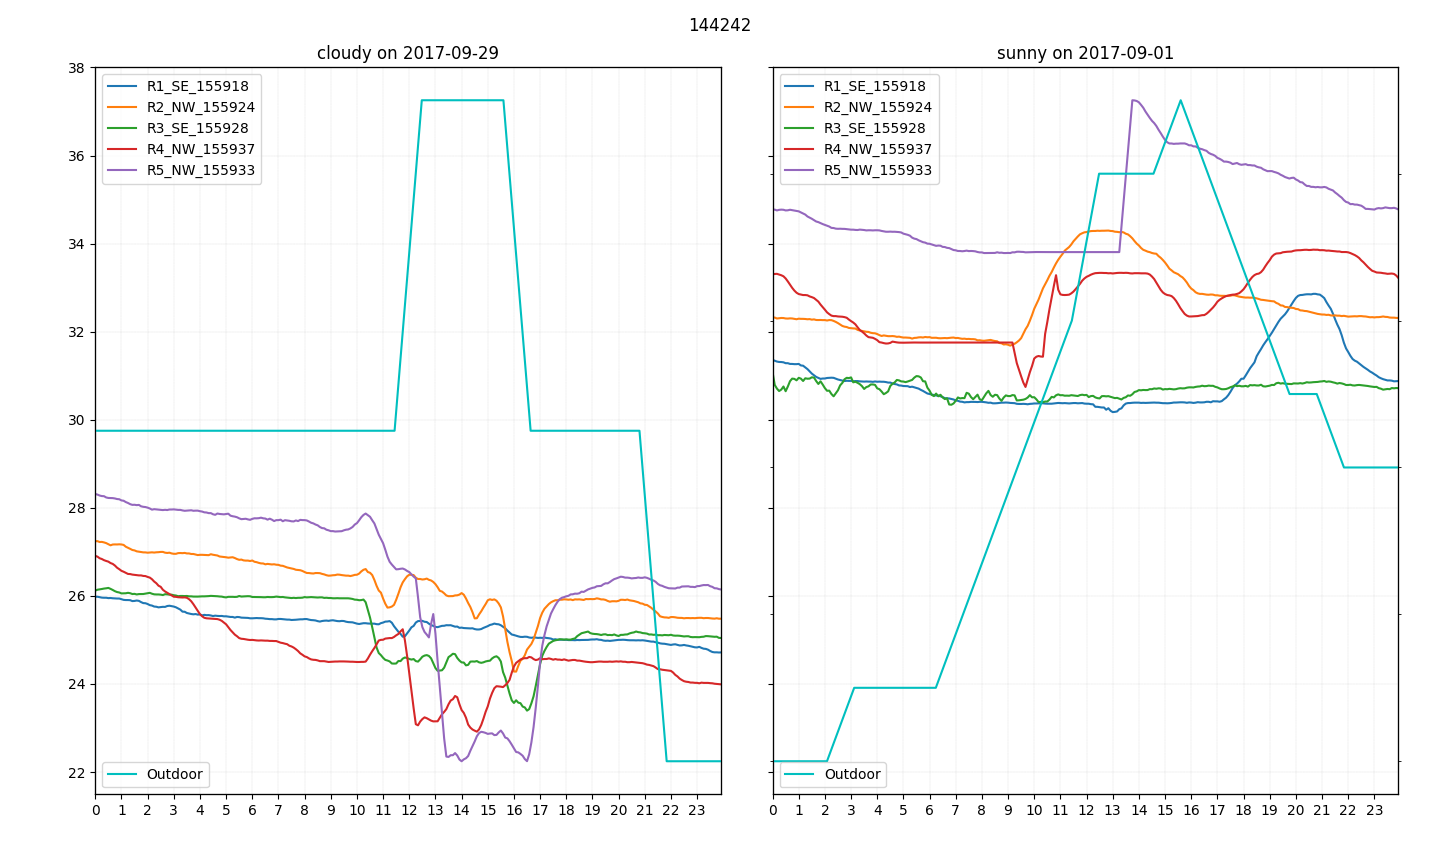 144242
cloudy on 2017-09-29
sunny on 2017-09-01
38
36
34
32
30
28
26
24
22
R1_SE_155918
R2_NW_155924
R3_SE_155928
R4_NW_155937
R5_NW_155933
Outdoor
R1_SE_155918
R2_NW_155924
R3_SE_155928
R4_NW_155937
R5_NW_155933
Outdoor
0 1 2 3 4 5 6 7 8 9 10 11 12 13 14 15 16 17 18 19 20 21 22 23
0 1 2 3 4 5 6 7 8 9 10 11 12 13 14 15 16 17 18 19 20 21 22 23